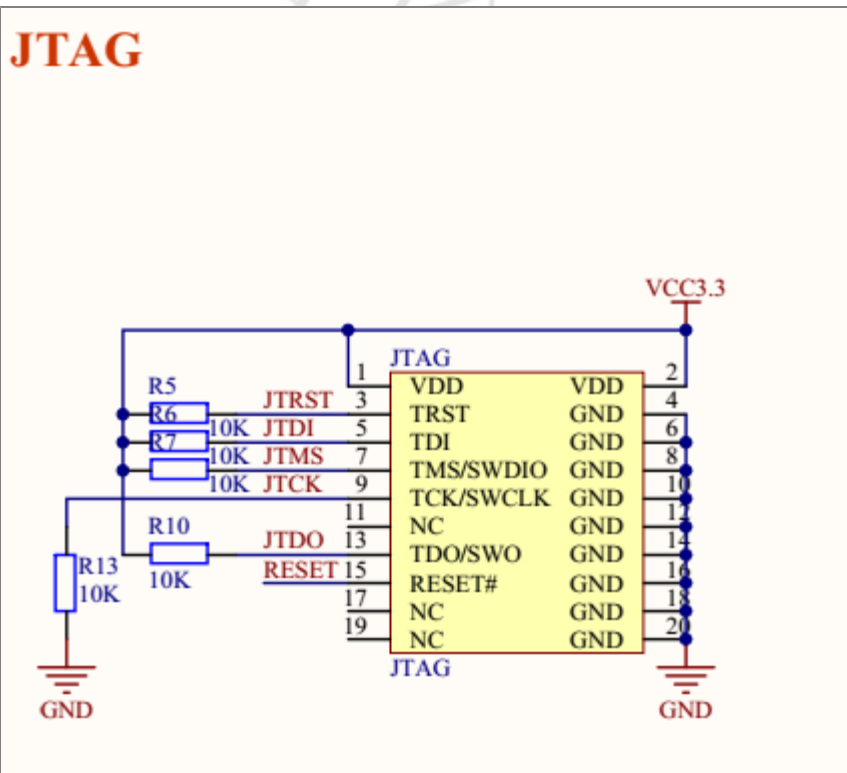 JTAG
VCC3.3
JTAG
1 VDD VDD 2
R5
JTRST 3 TRST GND 4
R6 10K JTDI 5 TDI GND 6
R7 10K JTMS 7 TMS/SWDIO GND 8
10K JTCK 9 TCK/SWCLK GND 10
11 NC GND 12
R10 JTDO 13 TDO/SWO GND 14
R13 10K RESET 15 RESET# GND 16
10K 17 NC GND 18
19 NC GND 20
JTAG
GND GND